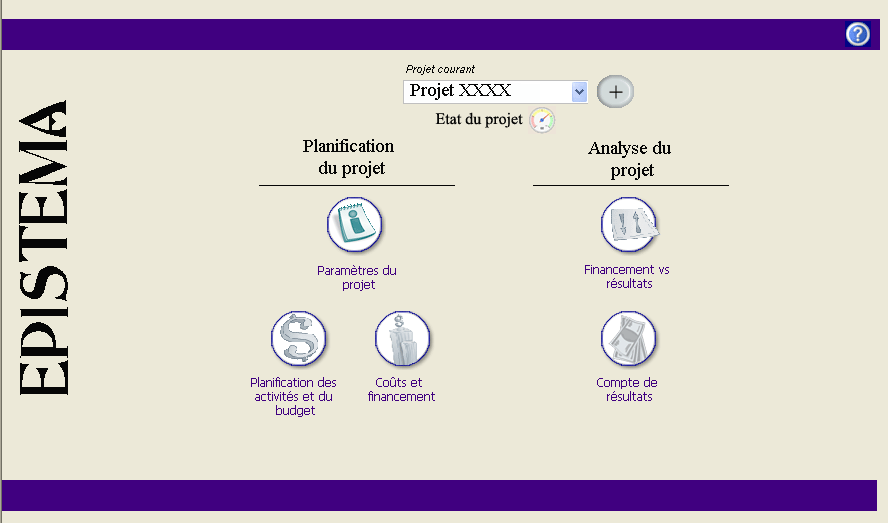 Projet courant
Projet XXXX
Etat du projet
EPISTEMA
Planification
du projet
Paramètres du
projet
Planification des
activités et du
budget
Coûts et
financement
Analyse du
projet
Financement vs
résultats
Compte de
résultats